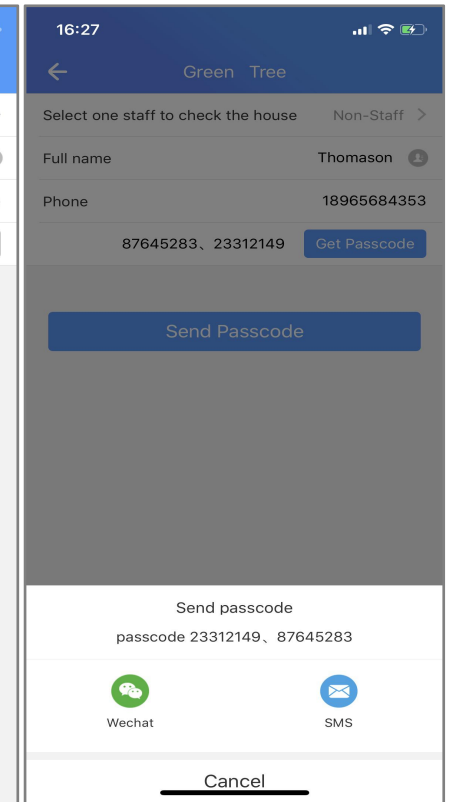 16:27
Green Tree
Select one staff to check the house Non-Staff >
Full name Thomason
Phone 18965684353
87645283、23312149 Get Passcode
Send Passcode
Send passcode
passcode 23312149、87645283
Wechat SMS
Cancel